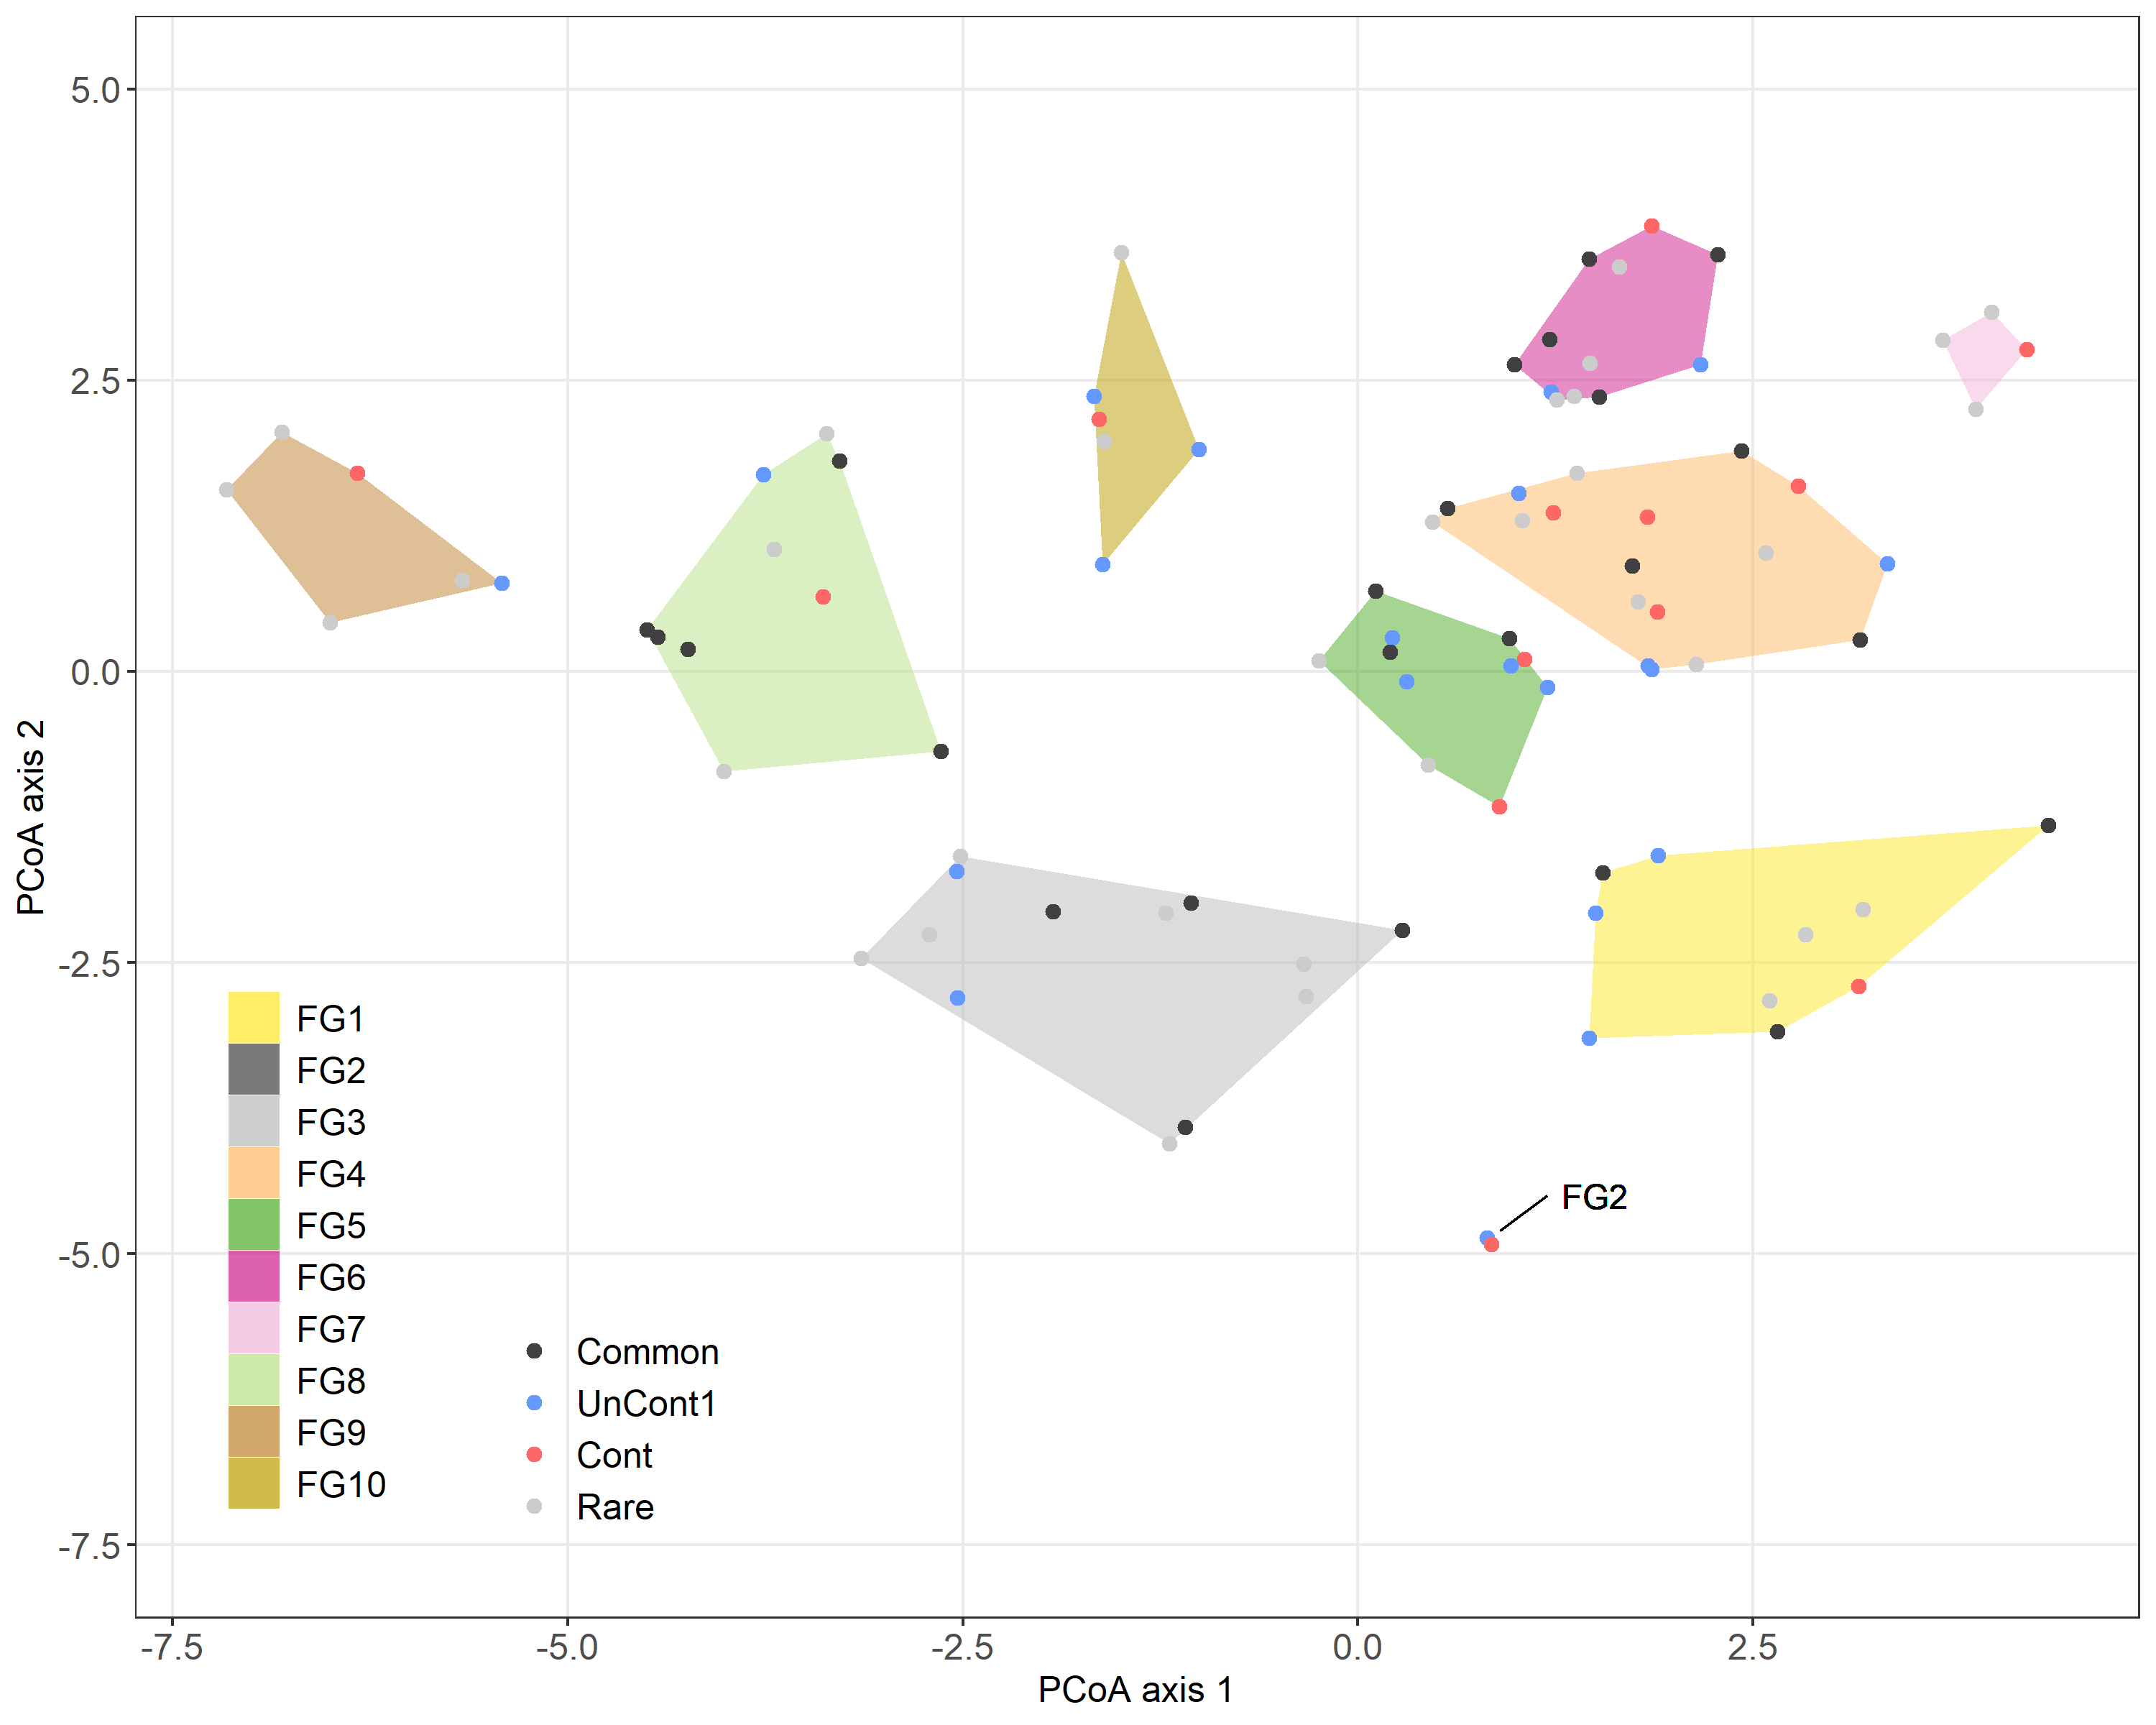 5.0
2.5
0.0
-2.5
-5.0
-7.5
PCoA axis 2
FG1
FG2
FG3
FG4
FG5
FG6
FG7
FG8
FG9
FG10
Common
UnCont1
Cont
Rare
FG2
-7.5
-5.0
-2.5
0.0
2.5
PCoA axis 1